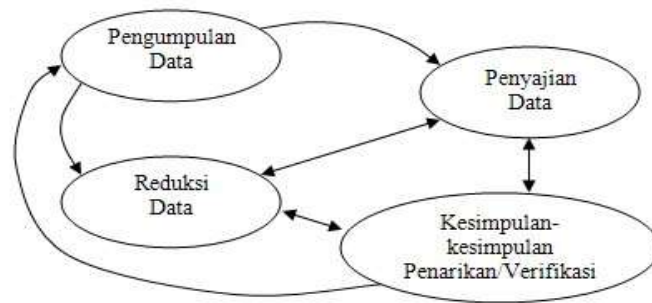 Pengumpulan
Data
Penyajian
Data
Reduksi
Data
Kesimpulan-
kesimpulan
Penarikan/Verifikasi